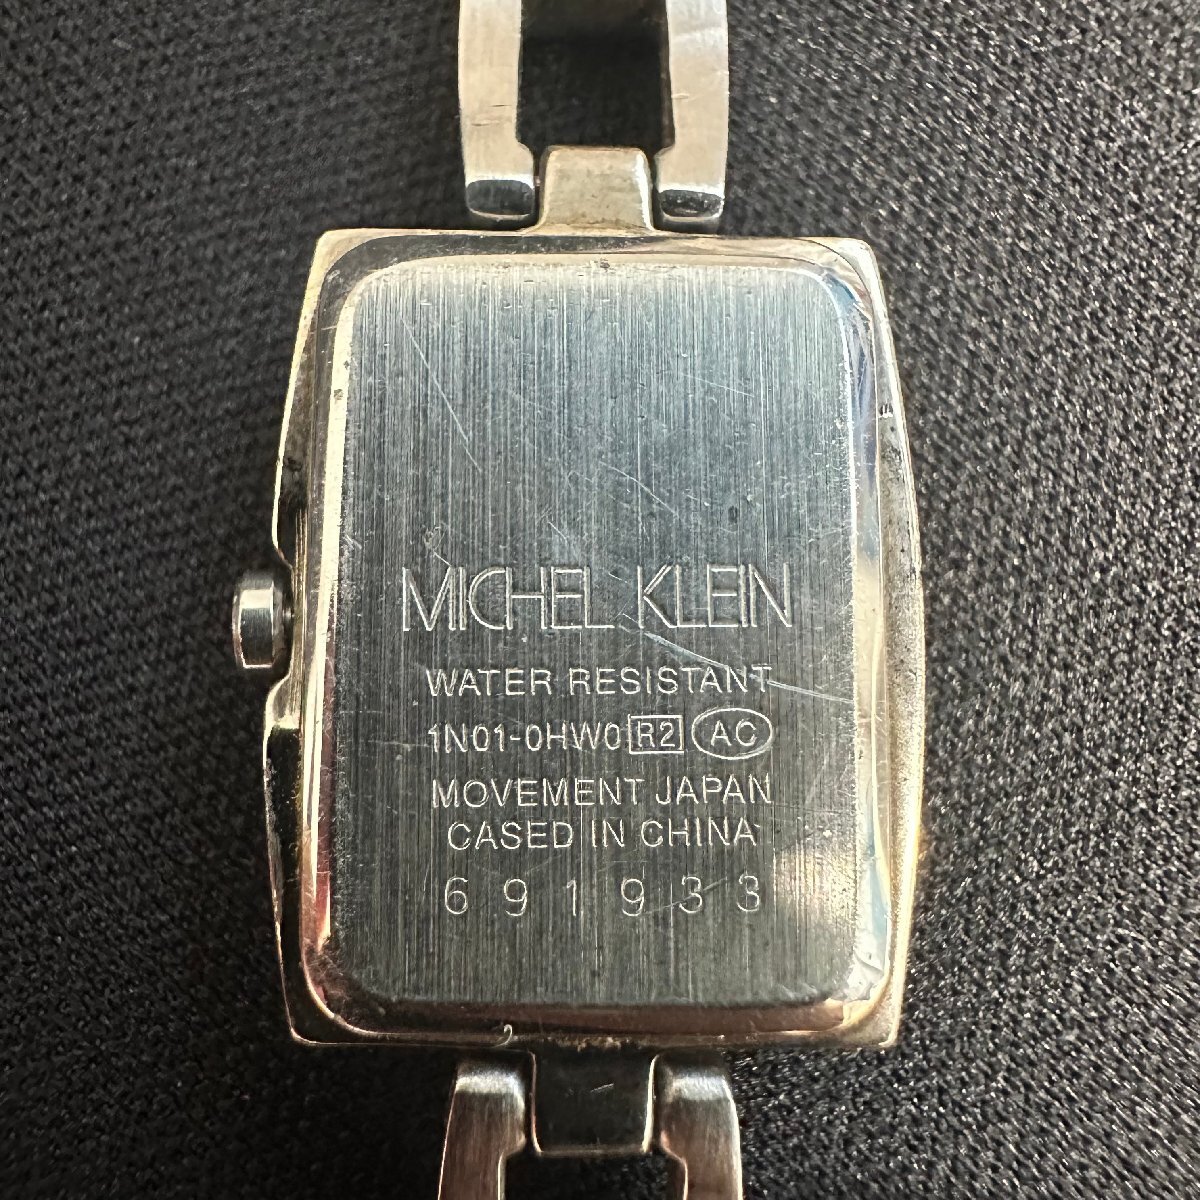 MICHEL KLEIN
WATER RESISTANT
1N01-0HW0 R2 AC
MOVEMENT JAPAN
CASED IN CHINA
691933